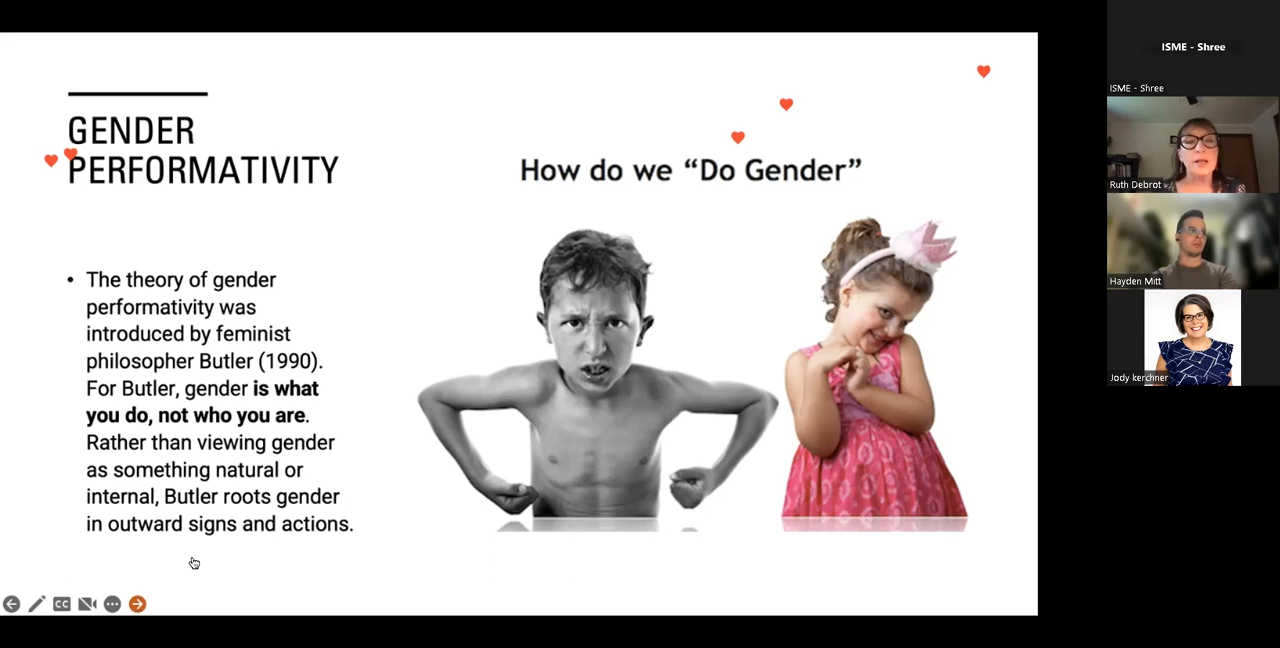 GENDER
PERFORMATIVITY
How do we “Do Gender”
• The theory of gender
performativity was
introduced by feminist
philosopher Butler (1990).
For Butler, gender is what
you do, not who you are.
Rather than viewing gender
as something natural or
internal, Butler roots gender
in outward signs and actions.
CC
ISME - Shree
ISME - Shree
Ruth Debrot
Hayden Mitt
Jody kerchner